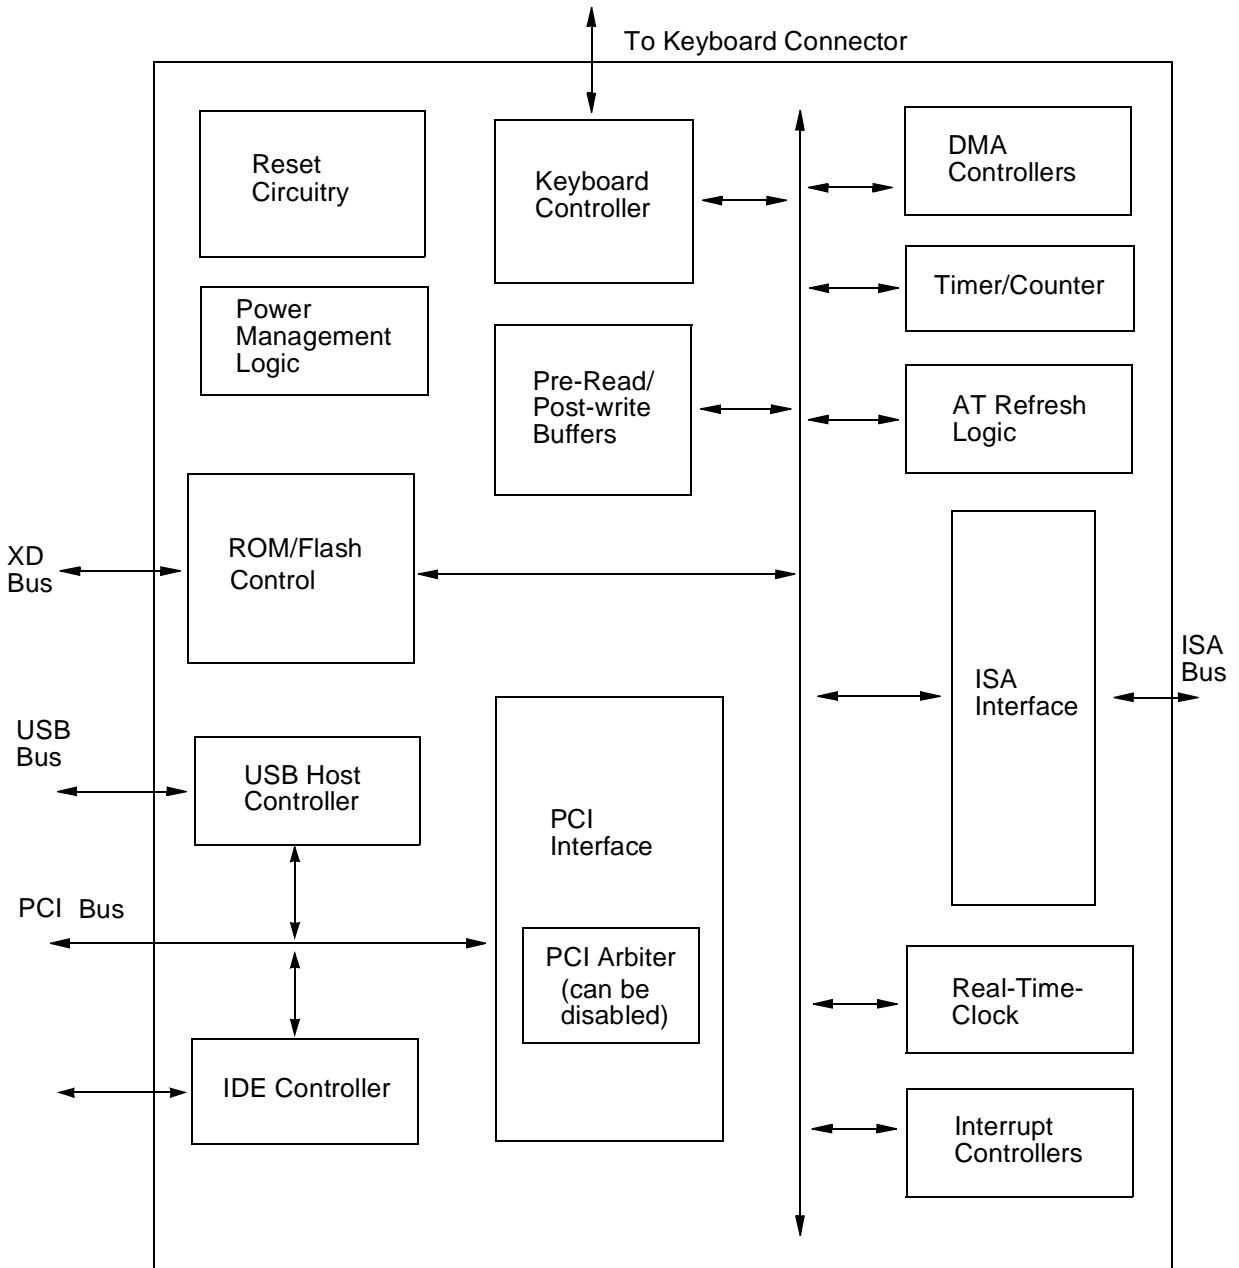 To Keyboard Connector
Reset
Circuitry
Keyboard
Controller
DMA
Controllers
Power
Management
Logic
Timer/Counter
Pre-Read/
Post-write
Buffers
AT Refresh
Logic
XD
Bus
ROM/Flash
Control
ISA
Bus
ISA
Interface
USB
Bus
USB Host
Controller
PCI
Interface
PCI Bus
PCI Arbiter
(can be
disabled)
Real-Time-
Clock
IDE Controller
Interrupt
Controllers